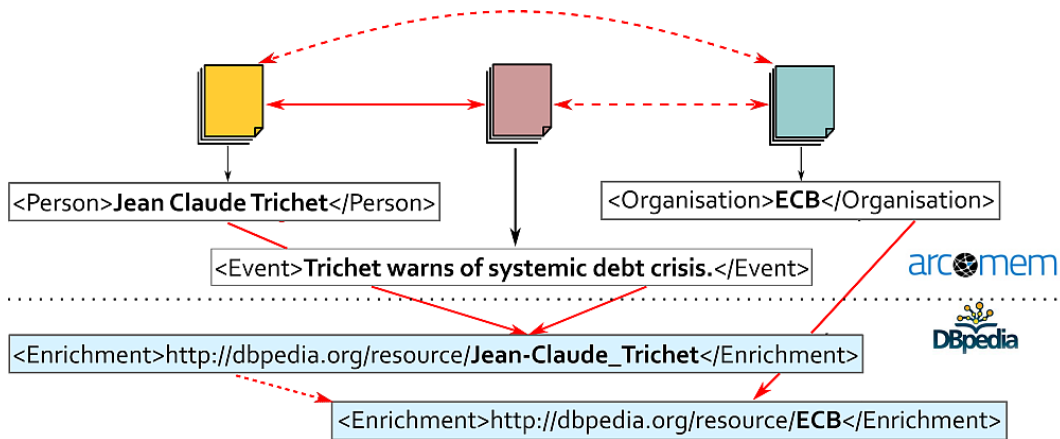 <Person>Jean Claude Trichet</Person>
<Organisation>ECB</Organisation>
<Event>Trichet warns of systemic debt crisis.</Event>
arcomem
DBpedia
<Enrichment>http://dbpedia.org/resource/Jean-Claude_Trichet</Enrichment>
<Enrichment>http://dbpedia.org/resource/ECB</Enrichment>